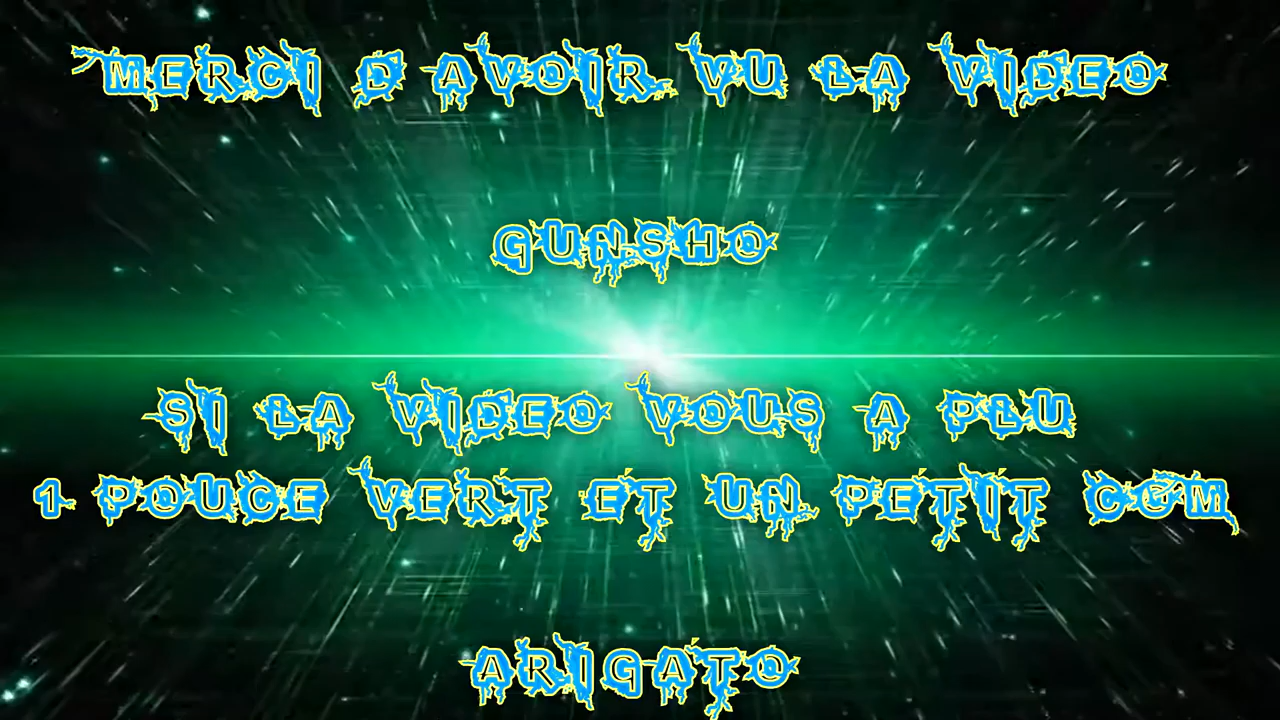 MERCI D AVOIR VU LA VIDEO
GUNSHO
SI LA VIDEO VOUS A PLU
1 POUCE VERT ET UN PETIT COM
ARIGATO